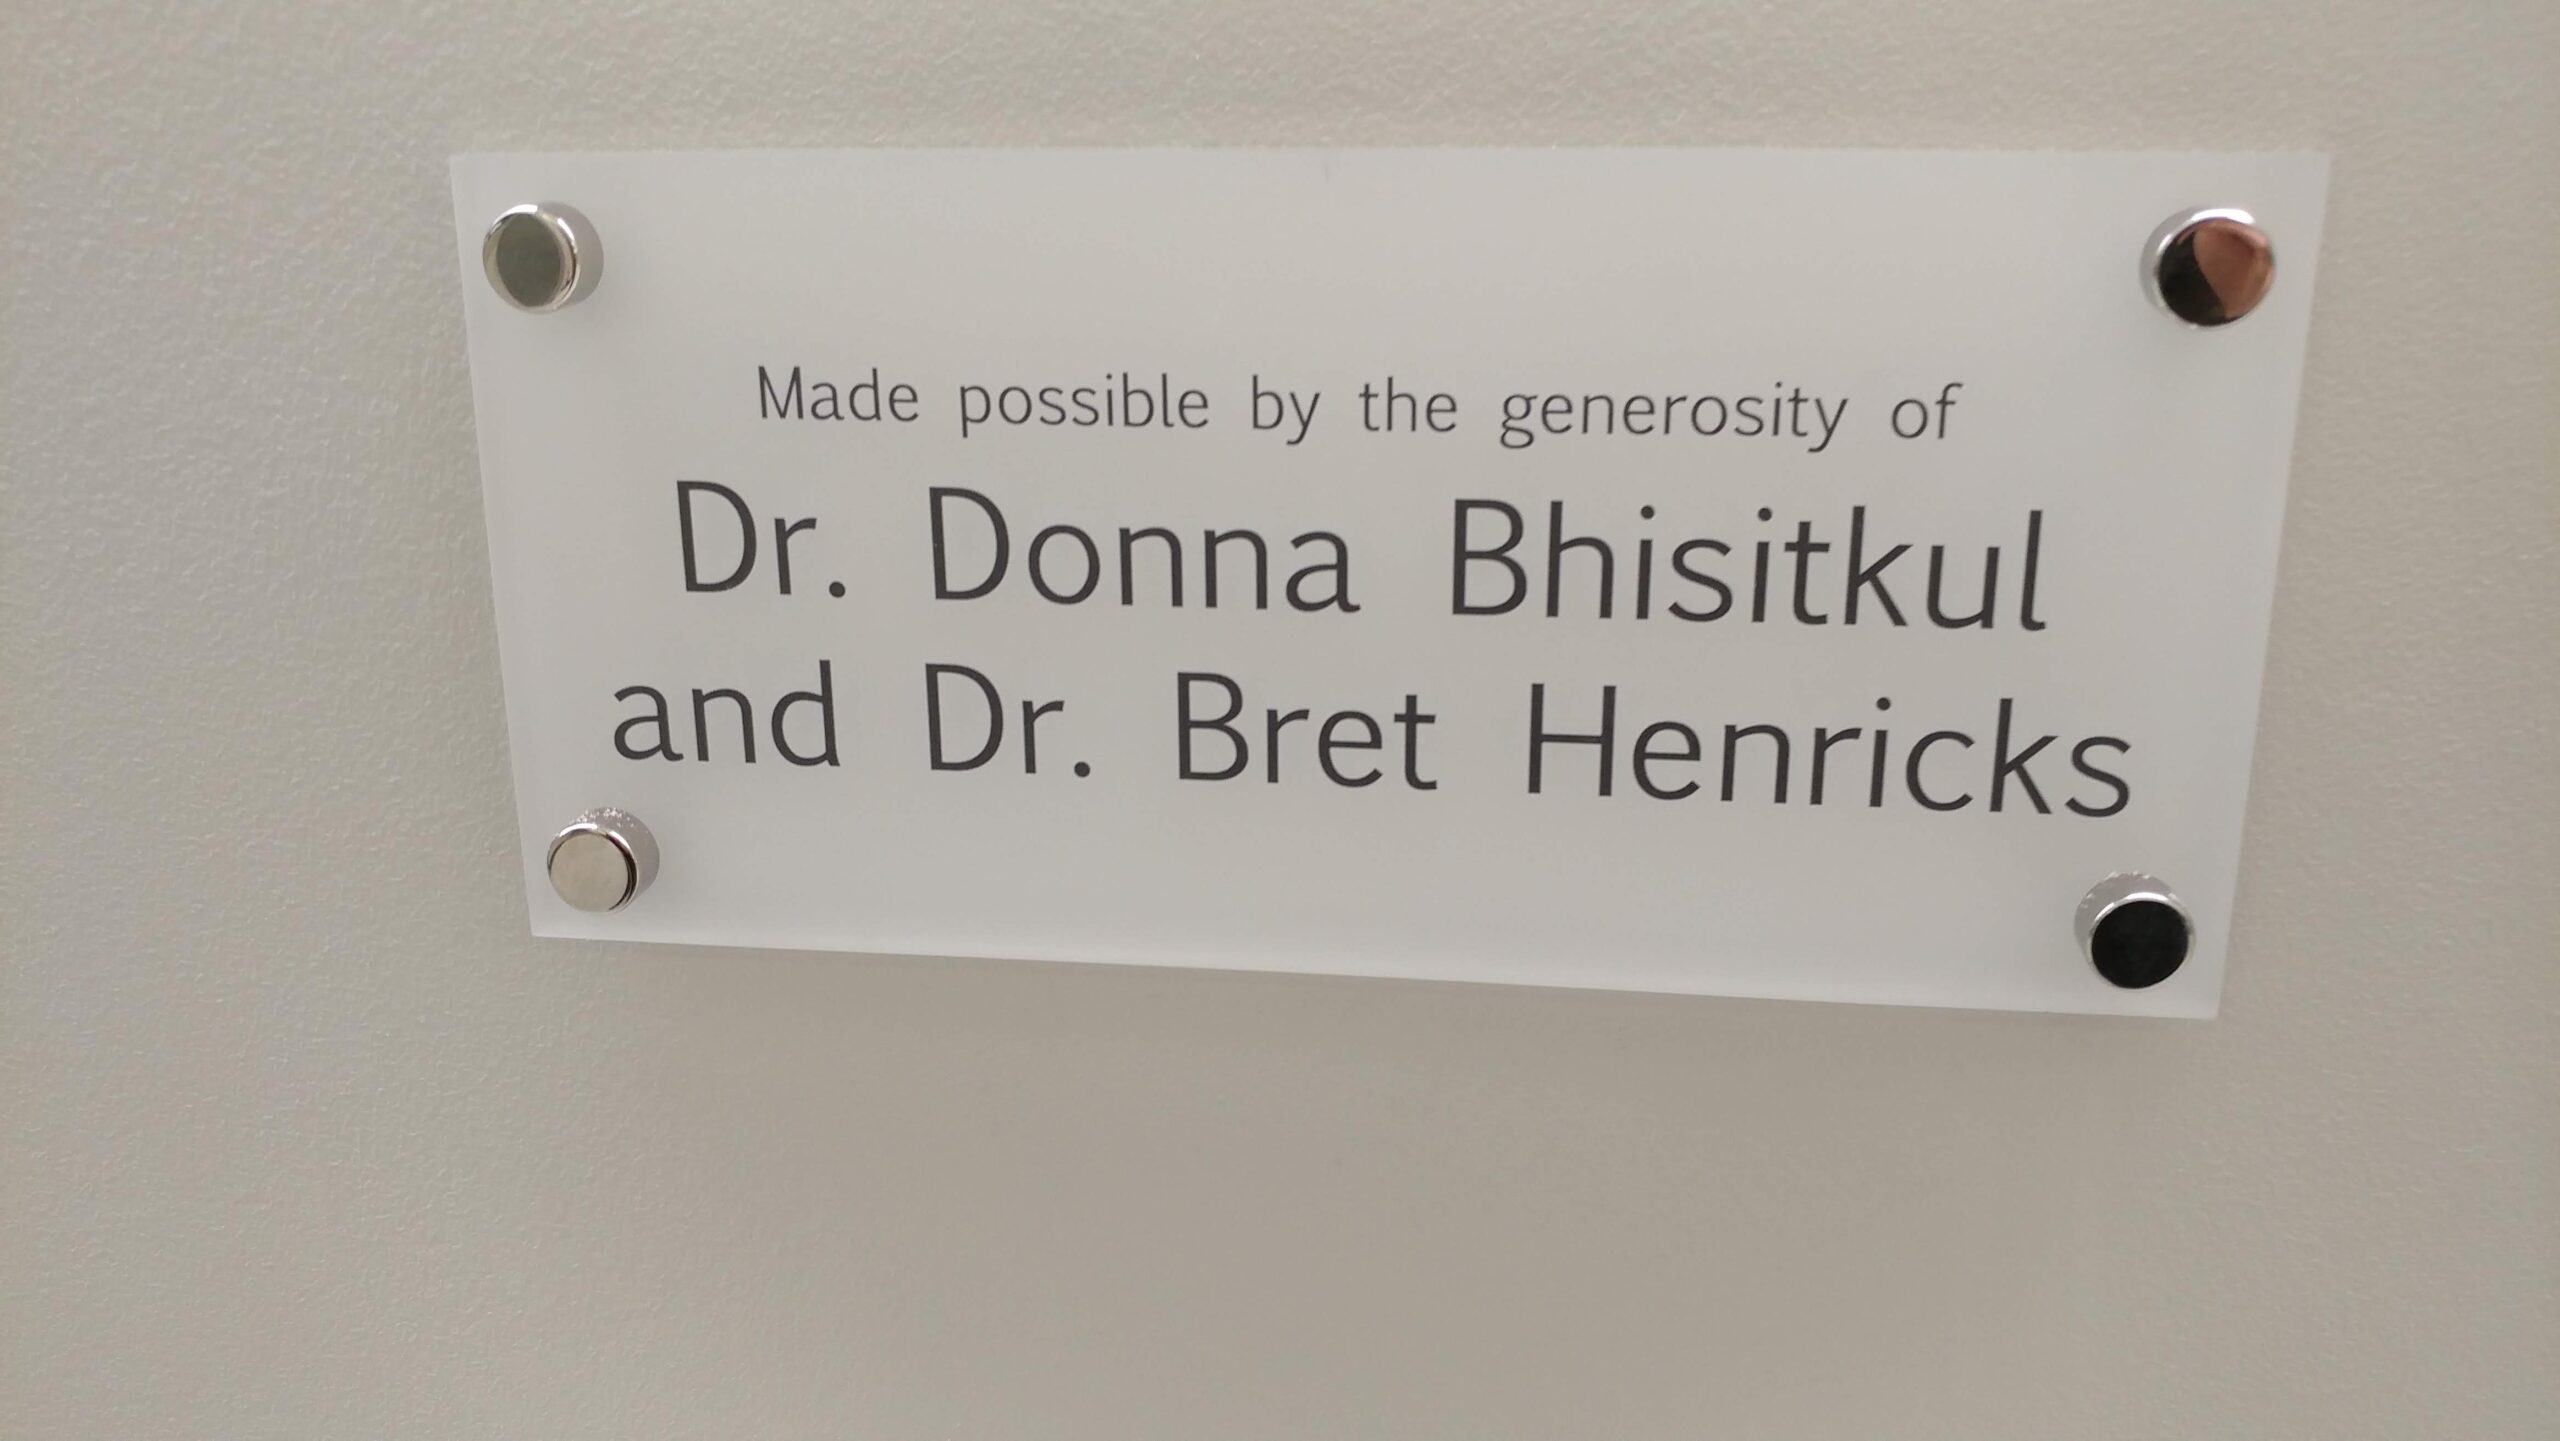 Made possible by the generosity of
Dr. Donna Bhisitkul
and Dr. Bret Henricks